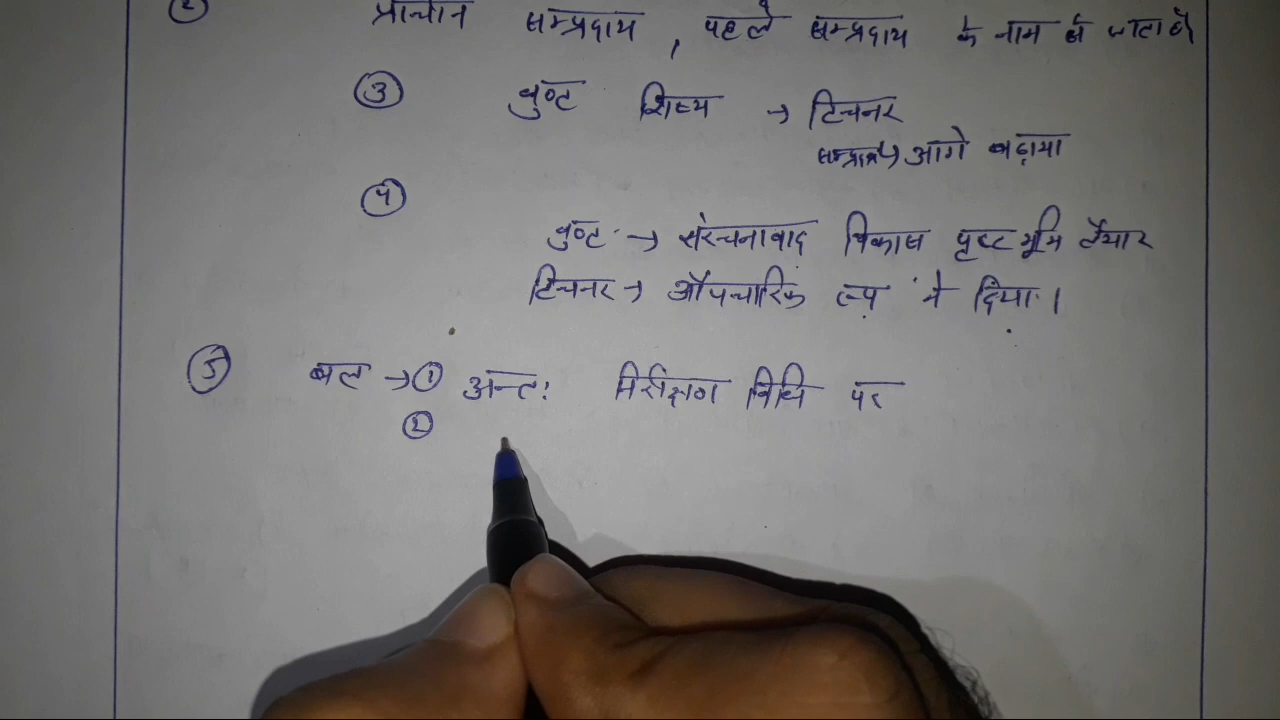 ② प्राचीन सम्प्रदाय , पहले सम्प्रदाय के नाम से जाता है
③ वुण्ट शिष्य → टिचनर
सम्प्रदाय → आगे बढ़ाया
④
वुण्ट → संरचनावाद विकास पृष्ठभूमि तैयार
टिचनर → औपचारिक रूप ने दिया।
⑤ बल → ① अन्त: निरीक्षण विधि पर
②